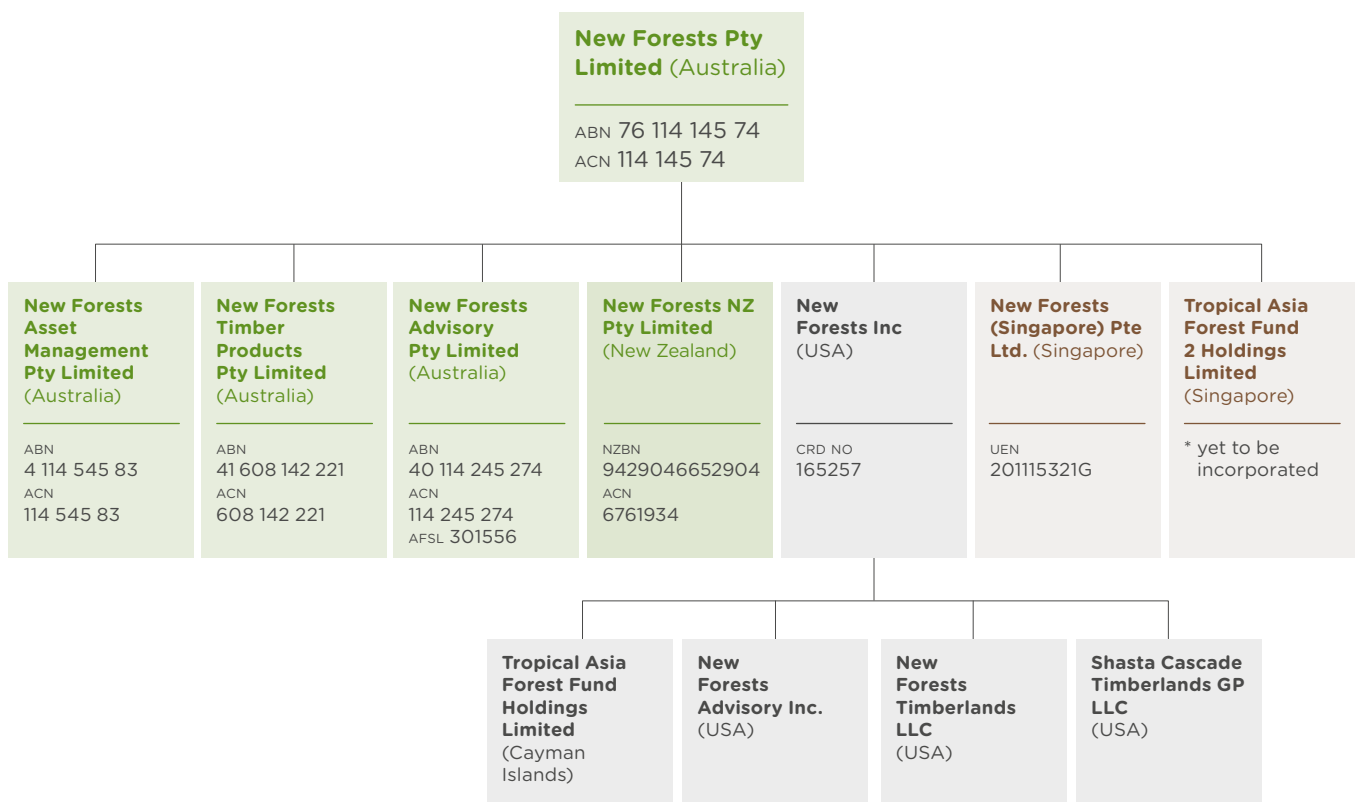 New Forests Pty
Limited (Australia)
ABN 76 114 145 74
ACN 114 145 74
New Forests
Asset
Management
Pty Limited
(Australia)
ABN
4 114 545 83
ACN
114 545 83
New Forests
Timber
Products
Pty Limited
(Australia)
ABN
41 608 142 221
ACN
608 142 221
New Forests
Advisory
Pty Limited
(Australia)
ABN
40 114 245 274
ACN
114 245 274
AFSL 301556
New Forests NZ
Pty Limited
(New Zealand)
NZBN
9429046652904
ACN
6761934
New
Forests Inc
(USA)
CRD NO
165257
New Forests
(Singapore) Pte
Ltd. (Singapore)
UEN
201115321G
Tropical Asia
Forest Fund
2 Holdings
Limited
(Singapore)
* yet to be
incorporated
Tropical Asia
Forest Fund
Holdings
Limited
(Cayman
Islands)
New
Forests
Advisory Inc.
(USA)
New
Forests
Timberlands
LLC
(USA)
Shasta Cascade
Timberlands GP
LLC
(USA)